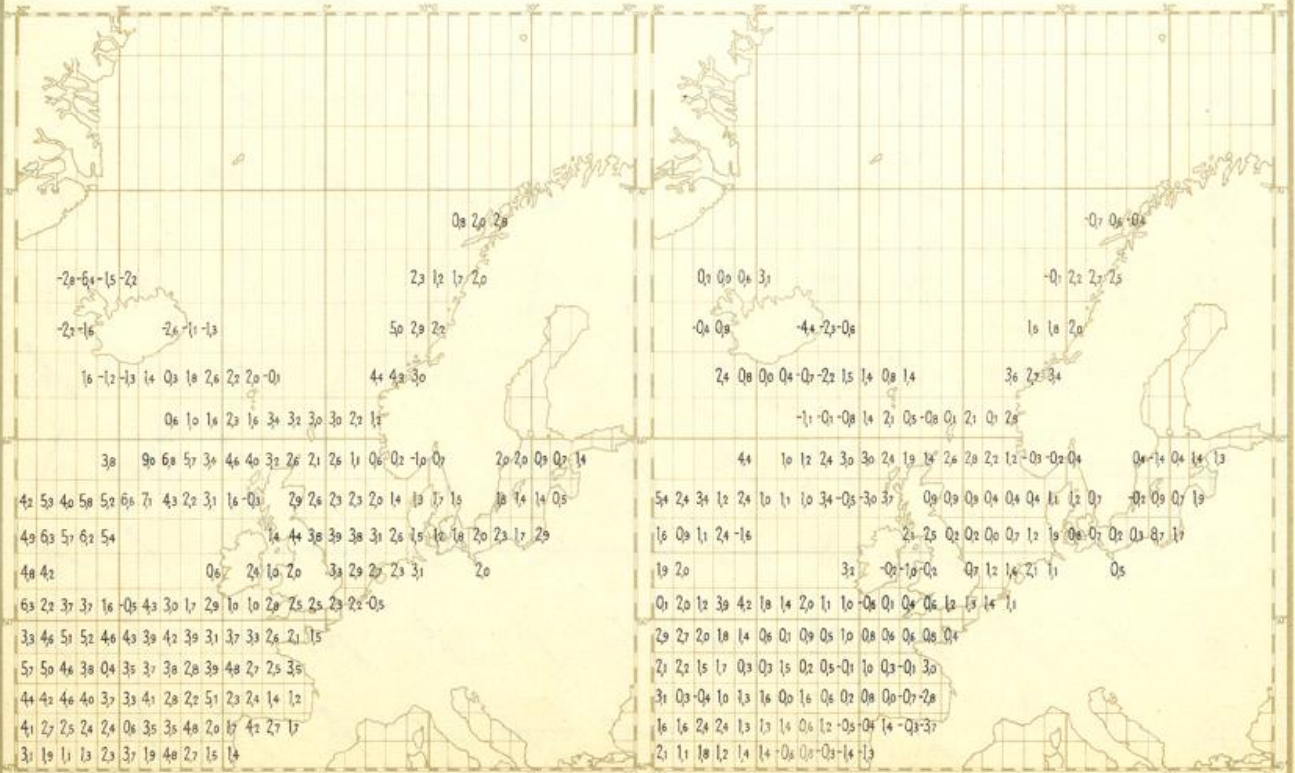 0,8 2,0 2,8
-2,8 -6,4 -1,5 -2,2 2,3 1,2 1,7 2,0
-2,2 -1,6 -2,6 -1,1 -1,3 5,0 2,9 2,2
1,6 -1,2 -1,3 1,4 0,3 1,8 2,6 2,2 2,0 -0,1 4,4 4,3 3,0
0,6 1,0 1,6 2,3 1,6 3,4 3,2 3,0 3,0 2,2 1,2
3,8 9,0 6,8 5,7 3,4 4,6 4,0 3,2 2,6 2,1 2,6 1,1 0,6 0,2 -1,0 0,7 2,0 2,0 0,3 0,7 1,4
4,2 5,3 4,0 5,8 5,2 6,6 7,1 4,3 2,2 3,1 1,6 -0,3 2,9 2,6 2,3 2,3 2,0 1,4 1,3 1,7 1,5 1,8 1,4 1,4 0,5
4,9 6,3 5,7 6,2 5,4 1,4 4,4 3,8 3,9 3,8 3,1 2,6 1,5 1,2 1,8 2,0 2,3 1,7 2,9
4,8 4,2 0,6 2,4 1,0 2,0 3,3 2,9 2,7 2,3 3,1 2,0
6,3 2,2 3,7 3,7 1,6 -0,5 4,3 3,0 1,7 2,9 1,0 1,0 2,8 2,5 2,5 2,3 2,2 -0,5
3,3 4,6 5,1 5,2 4,6 4,3 3,9 4,2 3,9 3,1 3,7 3,3 2,6 2,1 1,5
5,7 5,0 4,6 3,8 0,4 3,5 3,7 3,8 2,8 3,9 4,8 2,7 2,5 3,5
4,4 4,2 4,6 4,0 3,7 3,3 4,1 2,8 2,2 5,1 2,3 2,4 1,4 1,2
4,1 2,7 2,5 2,4 2,4 0,6 3,5 3,5 4,8 2,0 1,7 4,2 2,7 1,7
3,1 1,9 1,1 1,3 2,3 3,7 1,9 4,8 2,7 1,5 1,4
-0,7 0,6 -0,4
0,1 0,0 0,6 3,1 -0,1 2,2 2,7 2,5
-0,4 0,9 -4,4 -2,3 -0,6 1,6 1,8 2,0
2,4 0,8 0,0 0,4 -0,7 -2,2 1,5 1,4 0,8 1,4 3,6 2,2 3,4
-1,1 -0,1 -0,8 1,4 2,1 0,5 -0,8 0,1 2,1 0,1 2,8
4,4 1,0 1,2 2,4 3,0 3,0 2,4 1,9 1,4 2,6 2,8 2,2 1,2 -0,3 -0,2 0,4 0,4 -1,4 0,4 1,4 1,3
5,4 2,4 3,4 1,2 2,4 1,0 1,1 1,0 3,4 -0,5 -3,0 3,7 0,9 0,9 0,9 0,4 0,4 0,4 1,1 1,2 0,7 -0,2 0,9 0,7 1,9
1,6 0,9 1,1 2,4 -1,6 2,3 2,5 0,2 0,2 0,0 0,7 1,2 1,9 0,8 -0,7 0,2 0,3 8,7 1,7
1,9 2,0 3,2 -0,2 -1,0 -0,2 0,7 1,2 1,6 2,1 1,1 0,5
0,1 2,0 1,2 3,9 4,2 1,8 1,4 2,0 1,1 1,0 -0,6 0,1 0,4 0,6 1,2 1,3 1,4 1,1
2,9 2,7 2,0 1,8 1,4 0,6 0,1 0,9 0,5 1,0 0,8 0,6 0,6 0,8 0,4
2,1 2,2 1,5 1,7 0,3 0,3 1,5 0,2 0,5 -0,1 1,0 0,3 -0,1 3,0
3,1 0,3 -0,4 1,0 1,3 1,6 0,0 1,6 0,6 0,2 0,8 0,0 -0,7 -2,8
1,6 1,6 2,4 2,4 1,3 1,3 1,4 0,6 1,2 -0,5 -0,4 1,4 -0,3 -3,7
2,1 1,1 1,8 1,2 1,4 1,4 -0,6 0,8 -0,3 -1,4 -1,3